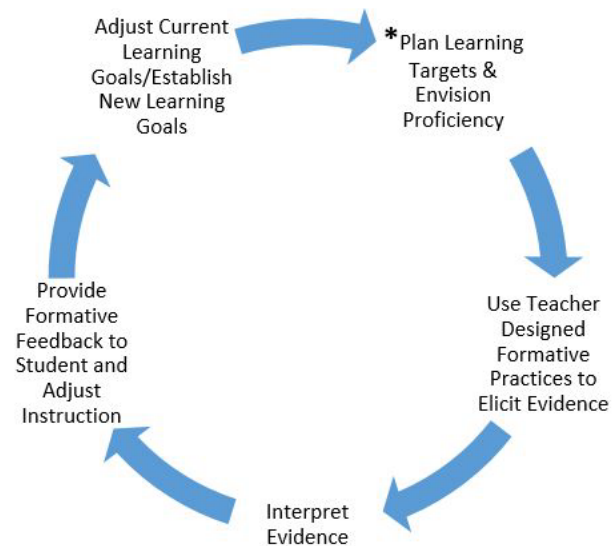 Adjust Current
Learning
Goals/Establish
New Learning
Goals
*Plan Learning
Targets &
Envision
Proficiency
Use Teacher
Designed
Formative
Practices to
Elicit Evidence
Interpret
Evidence
Provide
Formative
Feedback to
Student and
Adjust
Instruction